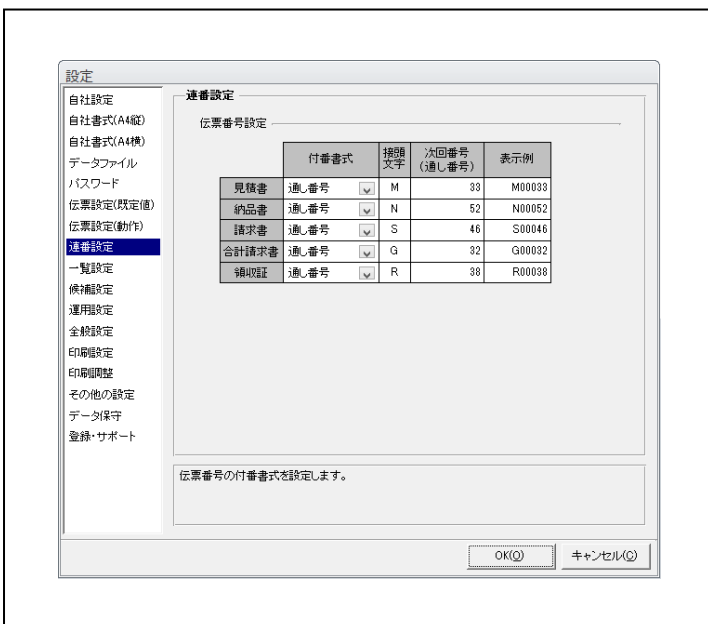 設定
自社設定
自社書式(A4縦)
自社書式(A4横)
データファイル
パスワード
伝票設定(既定値)
伝票設定(動作)
連番設定
一覧設定
候補設定
運用設定
全般設定
印刷設定
印刷調整
その他の設定
データ保守
登録・サポート
連番設定
伝票番号設定
付番書式 接頭文字 次回番号(通し番号) 表示例
見積書 通し番号 M 33 M00033
納品書 通し番号 N 52 N00052
請求書 通し番号 S 46 S00046
合計請求書 通し番号 G 32 G00032
領収証 通し番号 R 38 R00038
伝票番号の付番書式を設定します。
OK(O) キャンセル(C)